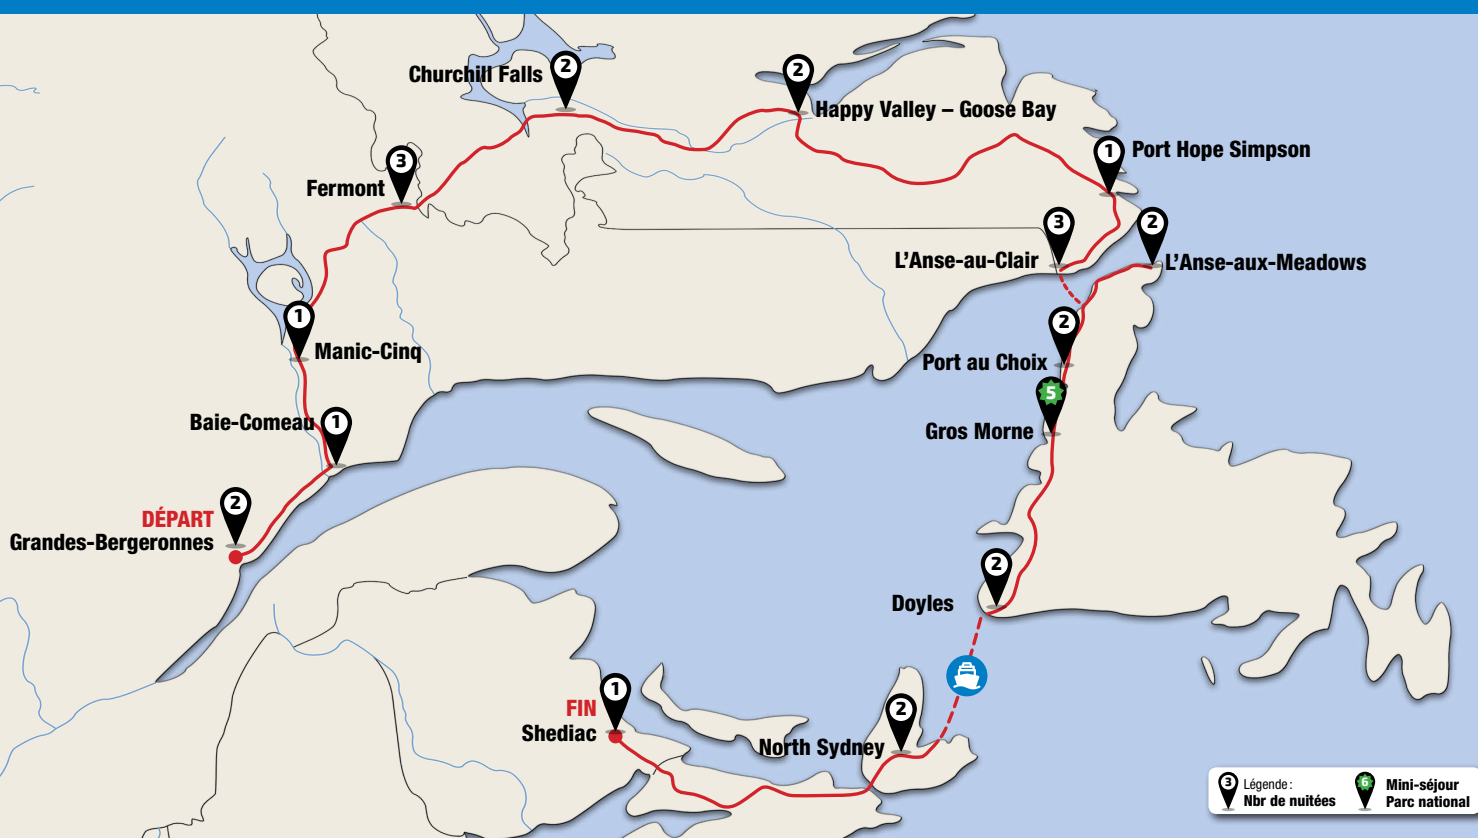 2
Churchill Falls
2
Happy Valley – Goose Bay
1
Port Hope Simpson
3
Fermont
3
L'Anse-au-Clair
2
L'Anse-aux-Meadows
1
Manic-Cinq
2
Port au Choix
5
Gros Morne
1
Baie-Comeau
2
DÉPART
Grandes-Bergeronnes
2
Doyles
1
FIN
Shediac
2
North Sydney
3
Légende :
Nbr de nuitées
6
Mini-séjour
Parc national